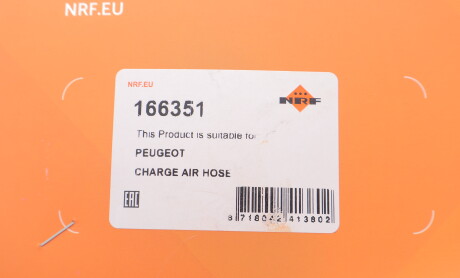 NRF.EU
NRF.EU
NRF
166351
This Product is suitable for
PEUGEOT
CHARGE AIR HOSE
EAC
8 718042 413802